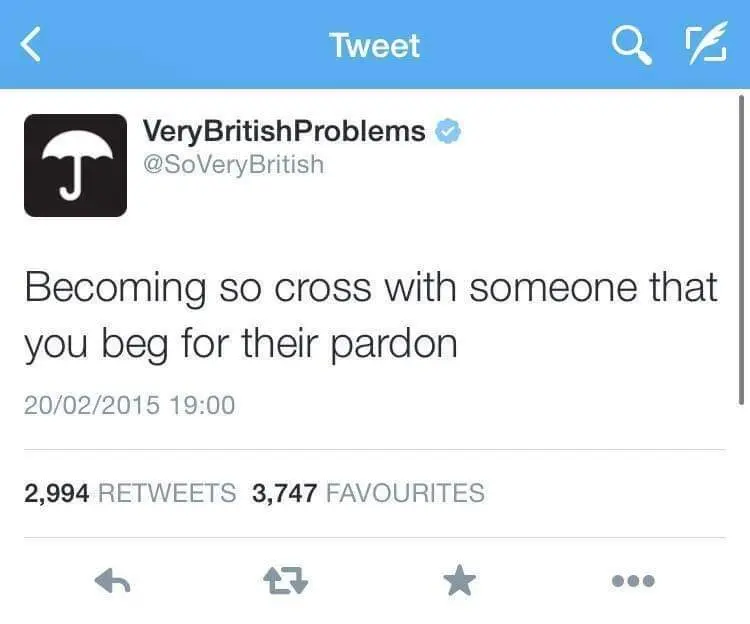 Tweet
VeryBritishProblems
@SoVeryBritish
Becoming so cross with someone that
you beg for their pardon
20/02/2015 19:00
2,994 RETWEETS 3,747 FAVOURITES